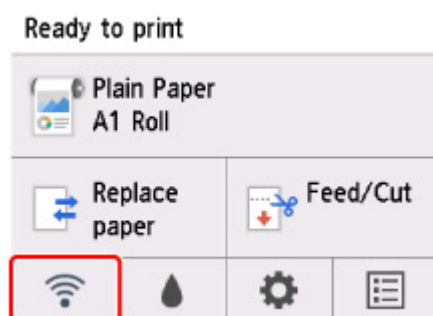 Ready to print
Plain Paper
A1 Roll
Replace
paper
Feed/Cut